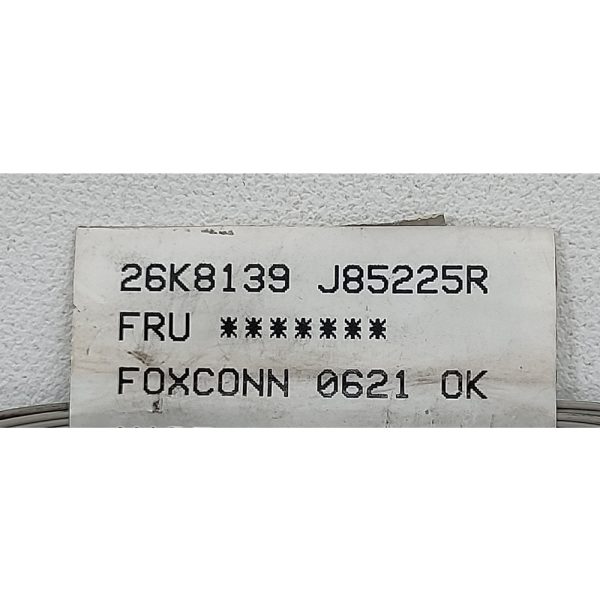 26K8139 J85225R
FRU *******
FOXCONN 0621 OK